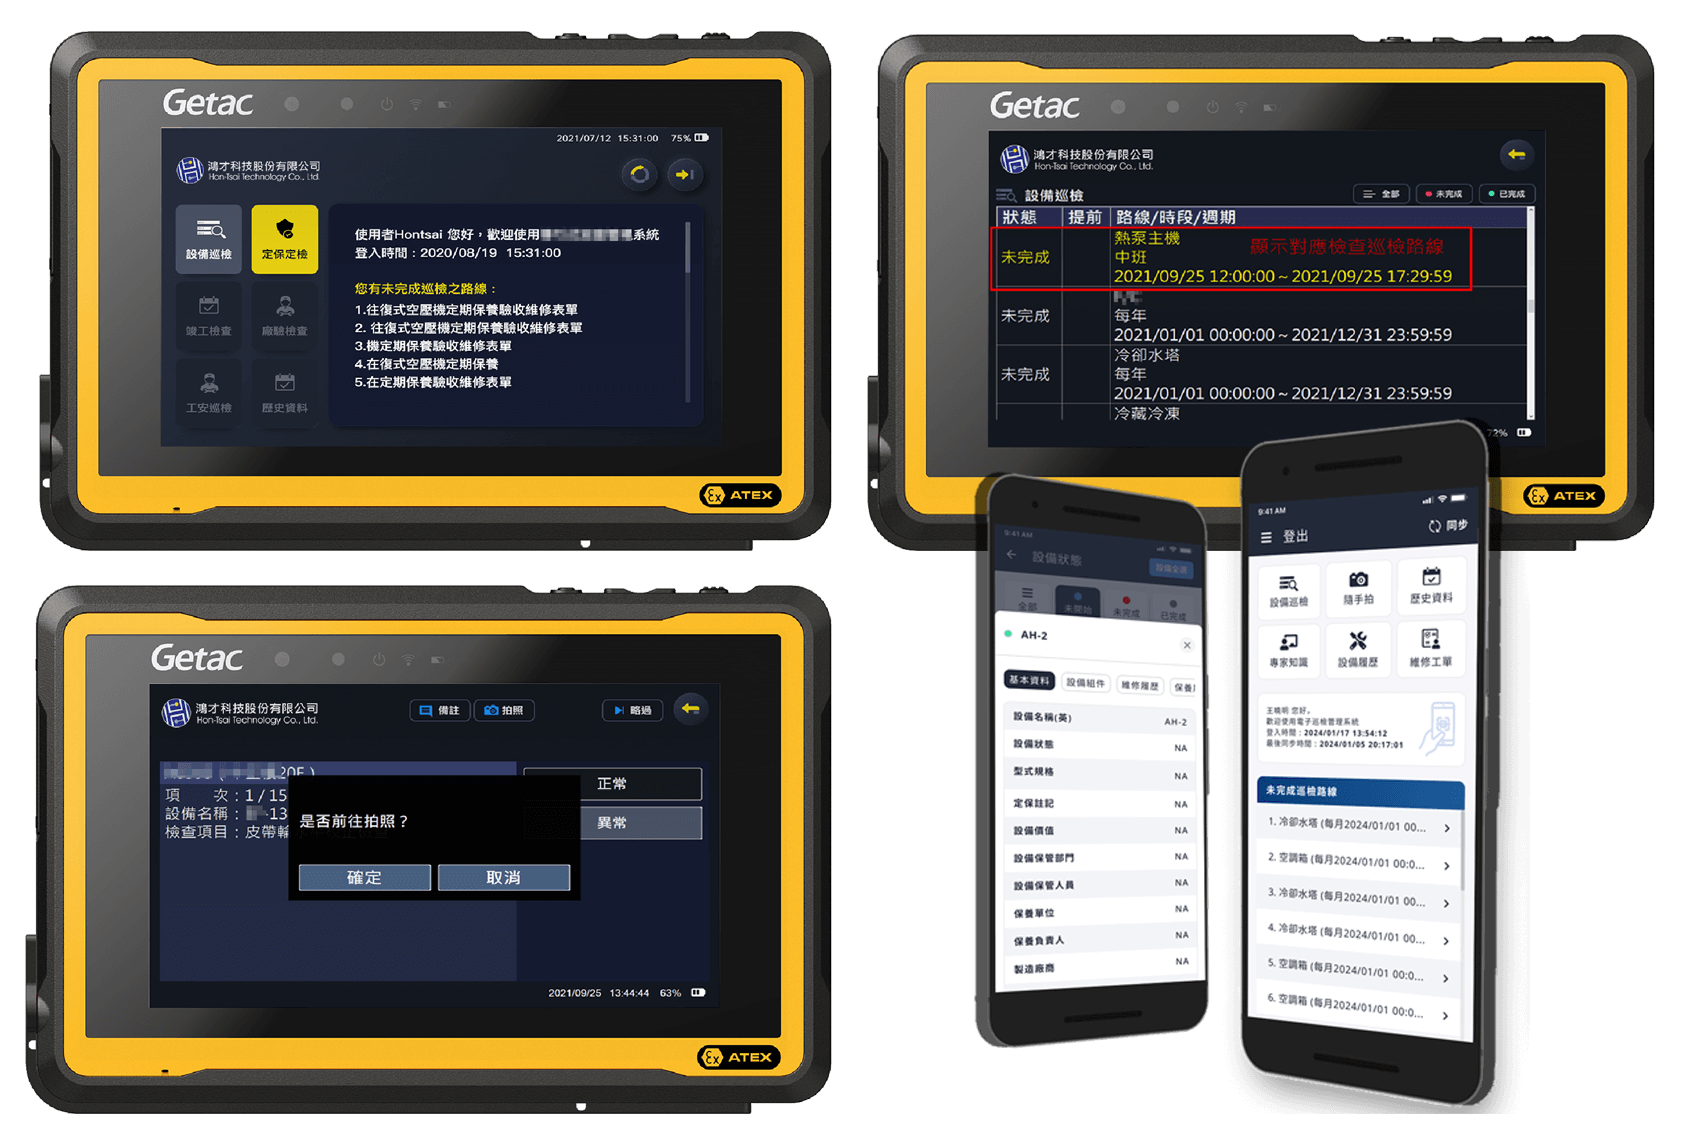 Getac
2021/07/12 15:31:00 75%
鴻才科技股份有限公司
Hon-Tsai Technology Co., Ltd.
設備巡檢
定保定檢
竣工檢查
廠驗檢查
工安巡檢
歷史資料
使用者Hontsai 您好，歡迎使用
系統
登入時間：2020/08/19 15:31:00
您有未完成巡檢之路線：
1.往復式空壓機定期保養驗收維修表單
2. 往復式空壓機定期保養驗收維修表單
3.機定期保養驗收維修表單
4.在復式空壓機定期保養
5.在定期保養驗收維修表單
Ex ATEX
Getac
鴻才科技股份有限公司
Hon-Tsai Technology Co., Ltd.
設備巡檢
全部
未完成
已完成
狀態 提前 路線/時段/週期
未完成
熱泵主機
中班
2021/09/25 12:00:00～2021/09/25 17:29:59
顯示對應檢查巡檢路線
未完成
每年
2021/01/01 00:00:00～2021/12/31 23:59:59
未完成
冷卻水塔
每年
2021/01/01 00:00:00～2021/12/31 23:59:59
冷藏冷凍
72%
Ex ATEX
Getac
鴻才科技股份有限公司
Hon-Tsai Technology Co., Ltd.
備註
拍照
略過
20F )
項 次：1 / 15
設備名稱：
-13
檢查項目：皮帶輪
正常
異常
是否前往拍照？
確定
取消
2021/09/25 13:44:44 63%
Ex ATEX
9:41 AM
設備狀態
設備全選
全部
未開始
未完成
已完成
AH-2
基本資料
設備組件
維修履歷
保養
設備名稱(英) AH-2
設備狀態 NA
型式規格 NA
定保註記 NA
設備價值 NA
設備保管部門 NA
設備保管人員 NA
保養單位 NA
保養負責人 NA
製造廠商 NA
9:41 AM
登出
同步
設備巡檢
隨手拍
歷史資料
專家知識
設備履歷
維修工單
王曉明 您好，
歡迎使用電子巡檢管理系統
登入時間：2024/01/17 13:54:12
最後同步時間：2024/01/05 20:17:01
未完成巡檢路線
1. 冷卻水塔 (每月2024/01/01 00...
2. 空調箱 (每月2024/01/01 00:0...
3. 冷卻水塔 (每月2024/01/01 00...
4. 冷卻水塔 (每月2024/01/01 00...
5. 空調箱 (每月2024/01/01 00:0...
6. 空調箱 (每月2024/01/01 00:0...